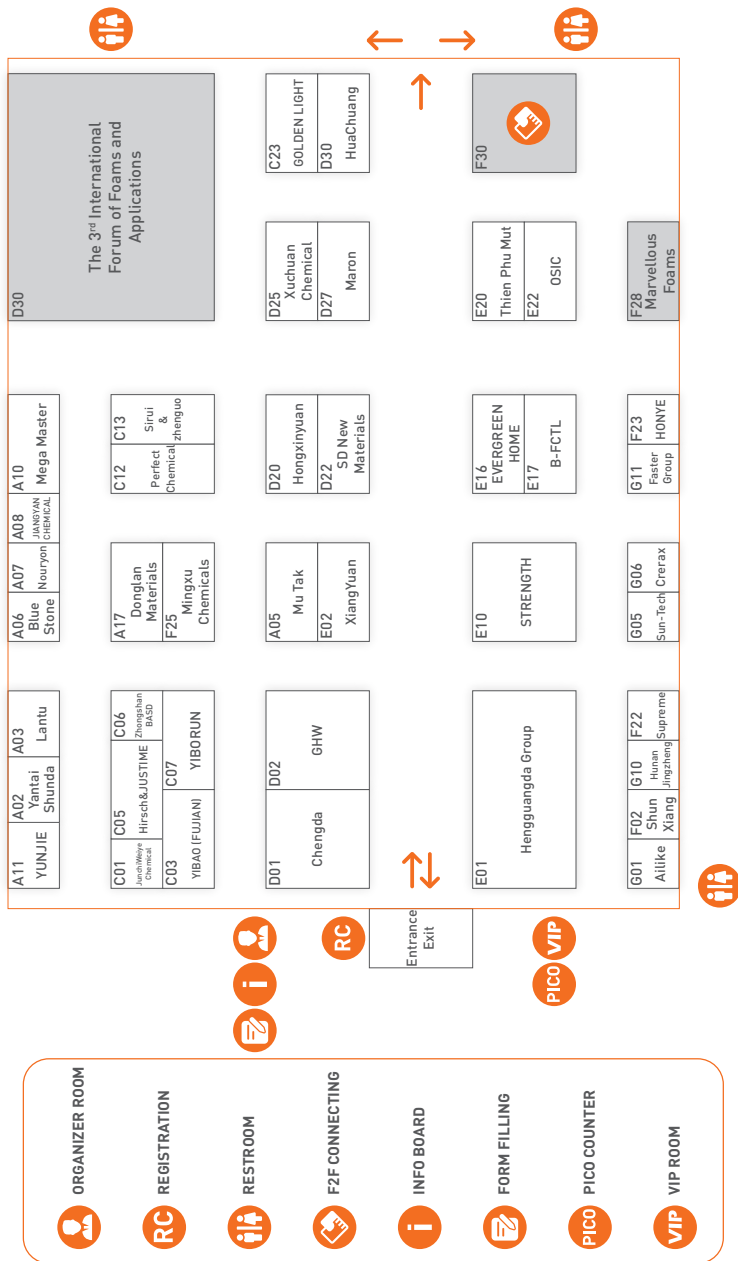 D30
The 3rd International
Forum of Foams and
Applications
C23
GOLDEN LIGHT
D30
HuaChuang
F30
D25
Xuchuan
Chemical
D27
Maron
E20
Thien Phu Mut
E22
OSIC
F28
Marvellous
Foams
A10
Mega Master
A08
JIANGYAN
CHEMICAL
A07
Nouryon
A06
Blue
Stone
C13
Sirui
&
zhenguo
C12
Perfect
Chemical
D20
Hongxinyuan
D22
SD New
Materials
E16
EVERGREEN
HOME
E17
B-FCTL
F23
HONYE
G11
Faster
Group
A17
Donglan
Materials
F25
Mingxu
Chemicals
A05
Mu Tak
E02
XiangYuan
E10
STRENGTH
G06
Crerax
G05
Sun-Tech
A03
Lantu
A02
Yantai
Shunda
A11
YUNJIE
C06
Zhongshan
BASD
C05
Hirsch&JUSTIME
C01
JunchiWeiye
Chemical
C07
YIBORUN
C03
YIBAO (FUJIAN)
D02
GHW
D01
Chengda
E01
Hengguangda Group
F22
Supreme
G10
Hunan
Jingzheng
F02
Shun
Xiang
G01
Ailike
i
RC
Entrance
Exit
PICO
VIP
ORGANIZER ROOM
RC
REGISTRATION
RESTROOM
F2F CONNECTING
i
INFO BOARD
FORM FILLING
PICO
PICO COUNTER
VIP
VIP ROOM